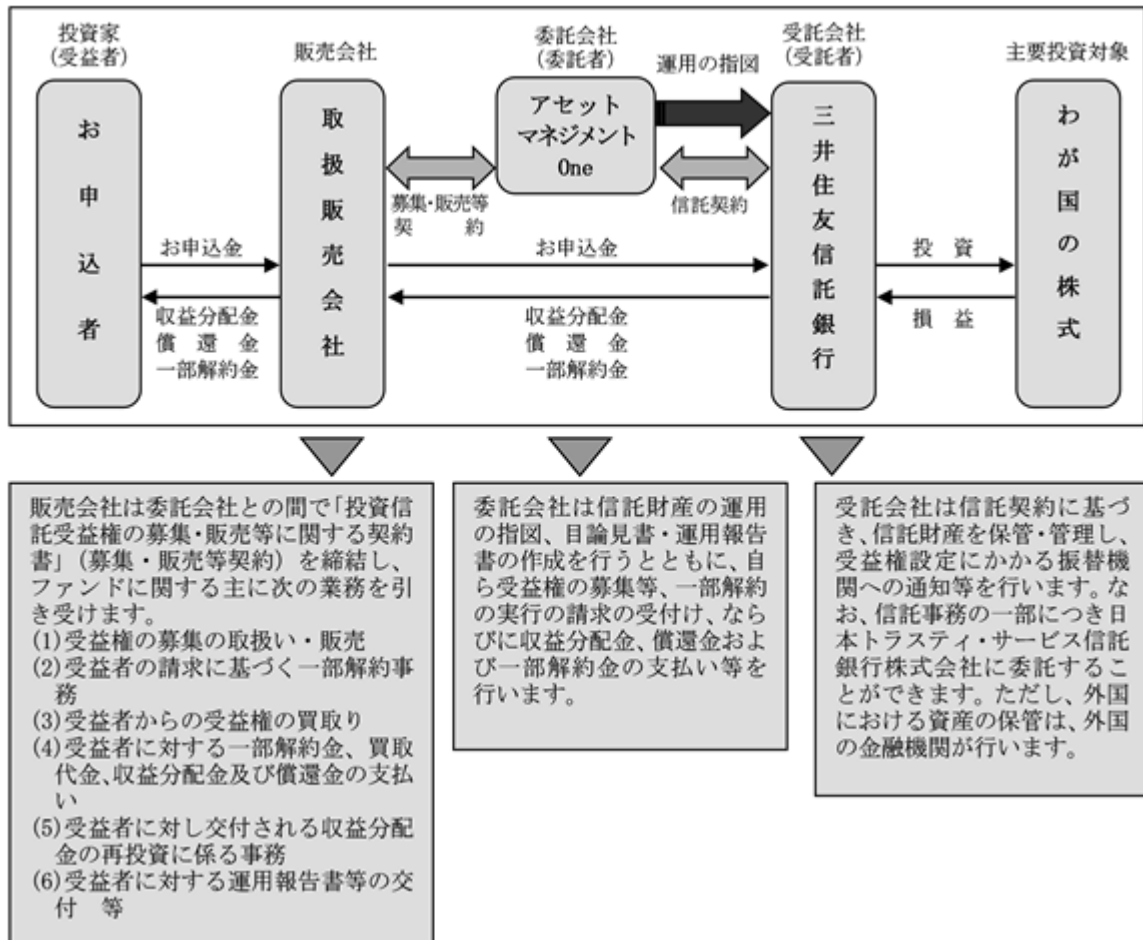 投資家
(受益者)
販売会社
委託会社
(委託者)
受託会社
(受託者)
主要投資対象
お申込者
取扱販売会社
アセット
マネジメント
One
運用の指図
三井住友信託銀行
わが国の株式
募集・販売等
契　約
信託契約
お申込金
お申込金
投　資
収益分配金
償　還　金
一部解約金
収益分配金
償　還　金
一部解約金
損　益
販売会社は委託会社との間で「投資信
託受益権の募集・販売等に関する契約
書」(募集・販売等契約) を締結し、
ファンドに関する主に次の業務を引
き受けます。
(1)受益権の募集の取扱い・販売
(2)受益者の請求に基づく一部解約事
務
(3)受益者からの受益権の買取り
(4)受益者に対する一部解約金、買取
代金、収益分配金及び償還金の支払
い
(5)受益者に対し交付される収益分配
金の再投資に係る事務
(6)受益者に対する運用報告書等の交
付　等
委託会社は信託財産の運用
の指図、目論見書・運用報告
書の作成を行うとともに、自
ら受益権の募集等、一部解約
の実行の請求の受付け、なら
びに収益分配金、償還金およ
び一部解約金の支払い等を
行います。
受託会社は信託契約に基づ
き、信託財産を保管・管理し、
受益権設定にかかる振替機
関への通知等を行います。な
お、信託事務の一部につき日
本トラスティ・サービス信託
銀行株式会社に委託するこ
とができます。ただし、外国
における資産の保管は、外国
の金融機関が行います。